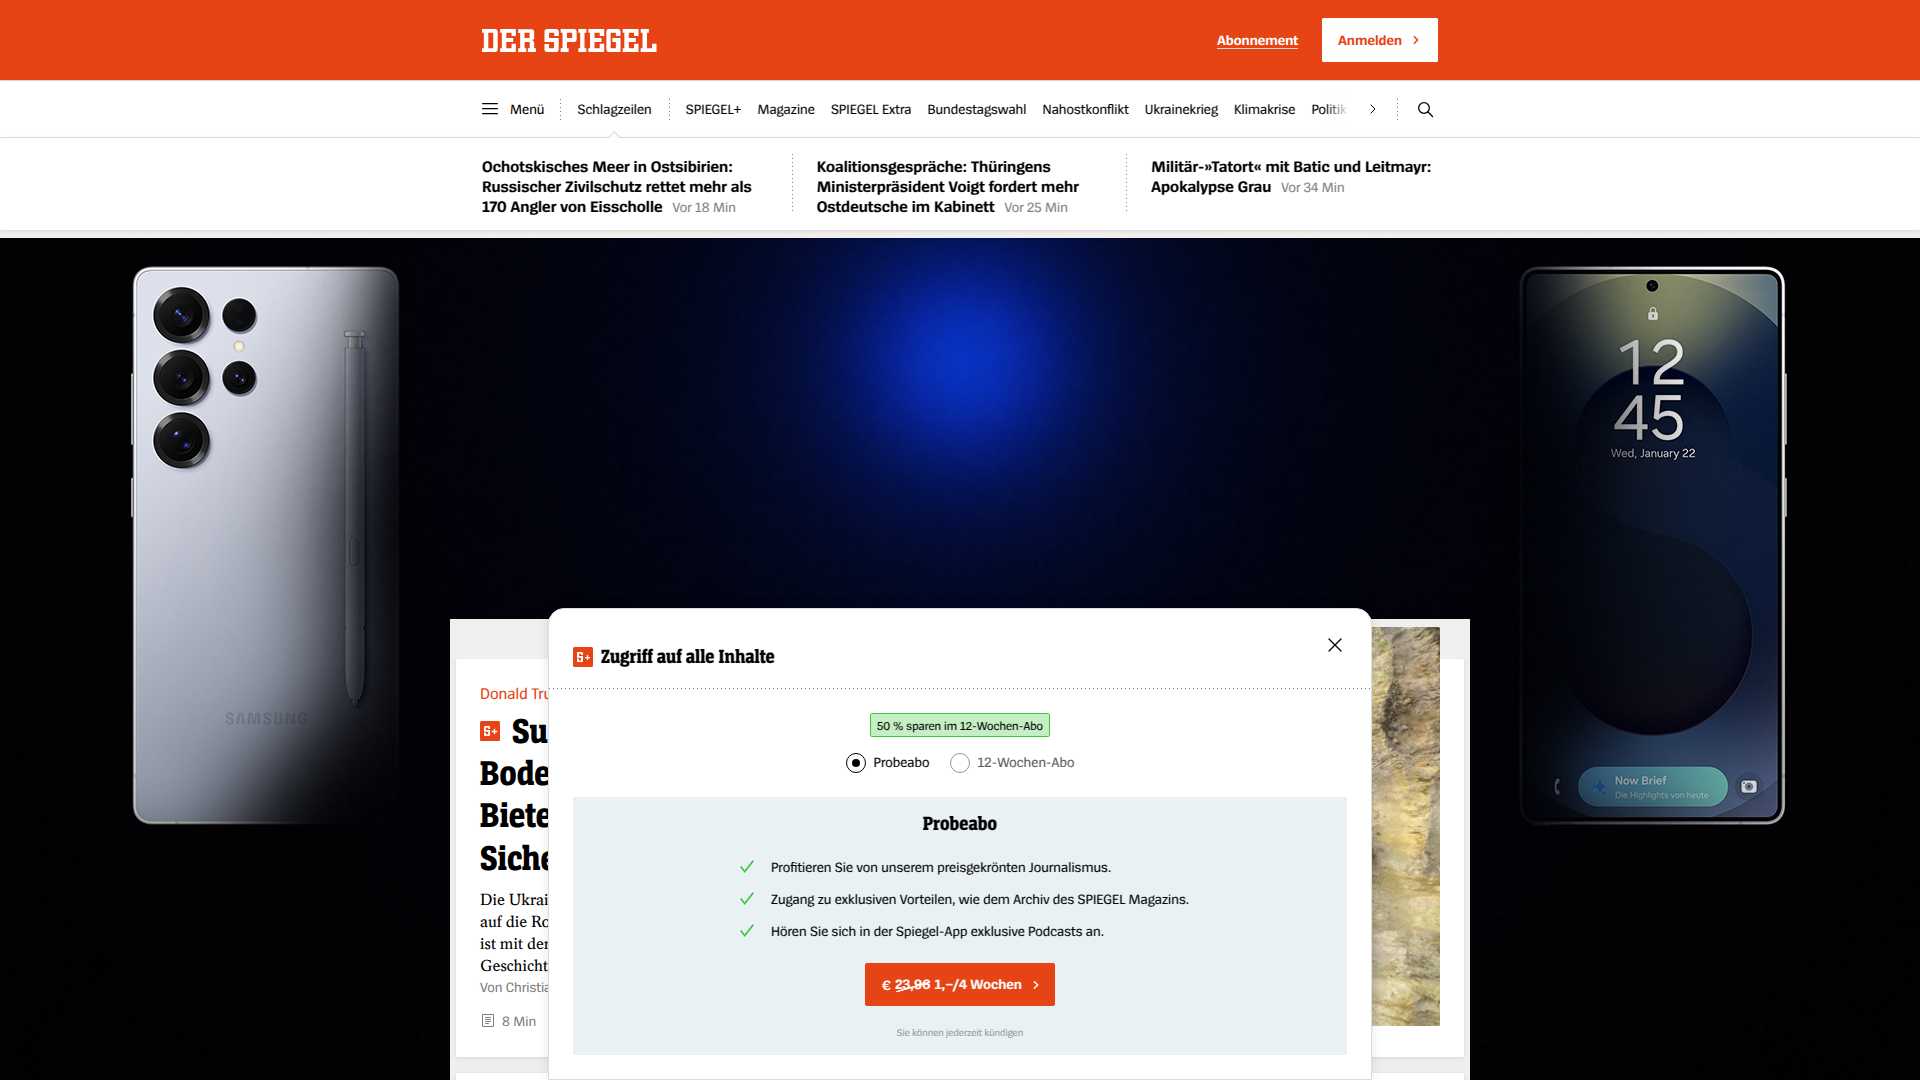 DER SPIEGEL
Abonnement
Anmelden
Menü
Schlagzeilen
SPIEGEL+
Magazine
SPIEGEL Extra
Bundestagswahl
Nahostkonflikt
Ukrainekrieg
Klimakrise
Politik
Ochotskisches Meer in Ostsibirien:
Russischer Zivilschutz rettet mehr als
170 Angler von Eisscholle Vor 18 Min
Koalitionsgespräche: Thüringens
Ministerpräsident Voigt fordert mehr
Ostdeutsche im Kabinett Vor 25 Min
Militär-»Tatort« mit Batic und Leitmayr:
Apokalypse Grau Vor 34 Min
SAMSUNG
12
45
Wed, January 22
Now Brief
Die Highlights von heute
Donald Tru
Su
Bode
Biete
Siche
Die Ukrai
auf die Ro
ist mit der
Geschicht
Von Christia
8 Min
Zugriff auf alle Inhalte
50 % sparen im 12-Wochen-Abo
Probeabo
12-Wochen-Abo
Probeabo
Profitieren Sie von unserem preisgekrönten Journalismus.
Zugang zu exklusiven Vorteilen, wie dem Archiv des SPIEGEL Magazins.
Hören Sie sich in der Spiegel-App exklusive Podcasts an.
€ 23,96 1,–/4 Wochen
Sie können jederzeit kündigen